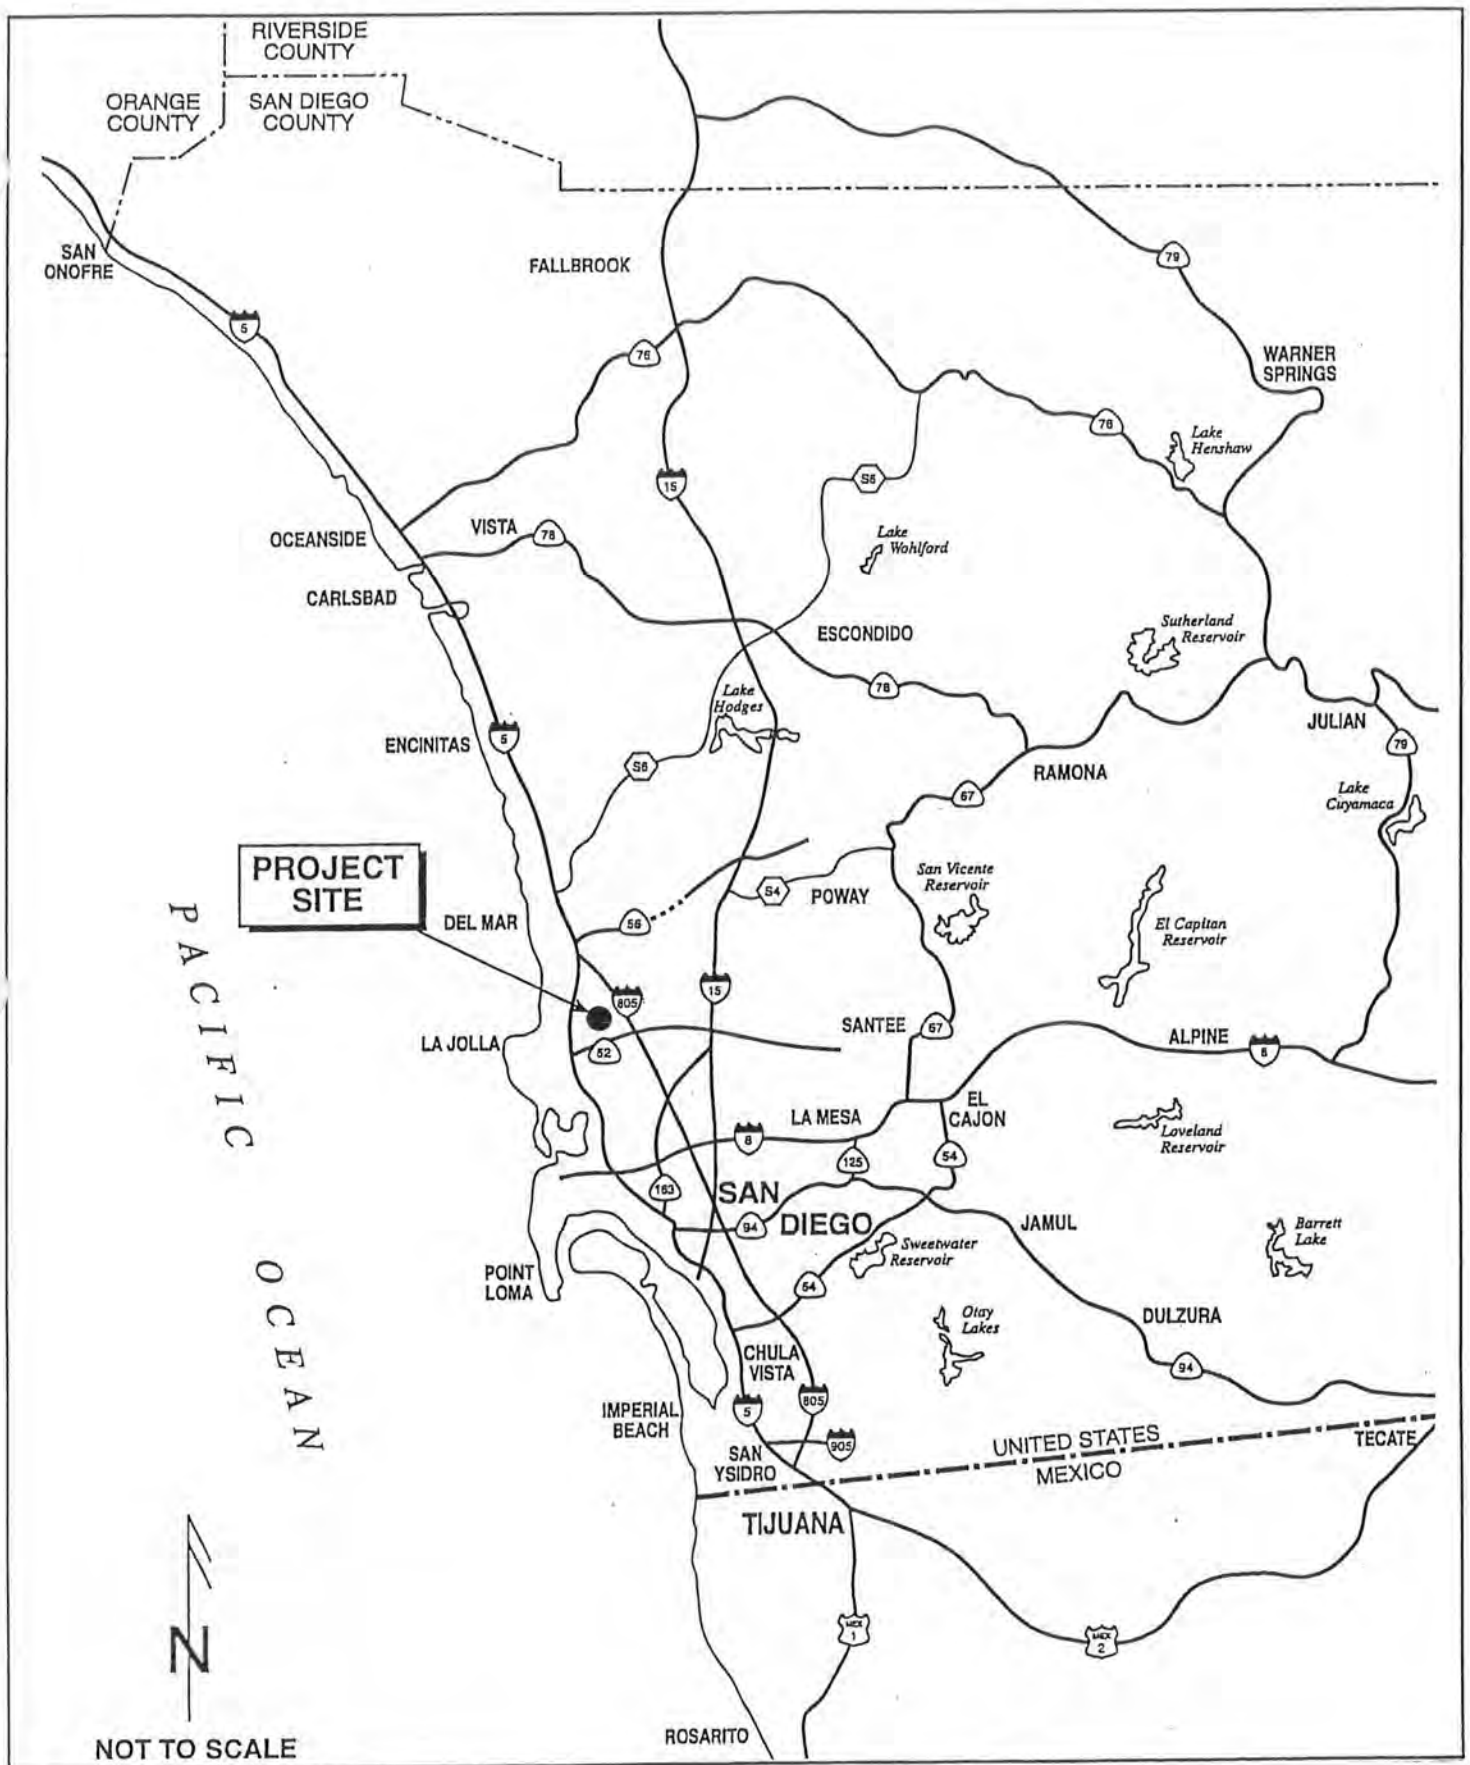 RIVERSIDE
COUNTY
ORANGE
COUNTY
SAN DIEGO
COUNTY
SAN
ONOFRE
FALLBROOK
79
5
76
WARNER
SPRINGS
76
Lake
Henshaw
15
S6
OCEANSIDE
VISTA
78
Lake
Wohlford
CARLSBAD
ESCONDIDO
Sutherland
Reservoir
78
Lake
Hodges
JULIAN
79
ENCINITAS
5
S6
RAMONA
67
Lake
Cuyamaca
PROJECT
SITE
San Vicente
Reservoir
S4
POWAY
DEL MAR
56
El Capitan
Reservoir
PACIFIC
OCEAN
805
15
SANTEE
67
LA JOLLA
52
ALPINE
8
LA MESA
EL
CAJON
8
Loveland
Reservoir
125
54
163
SAN
DIEGO
94
JAMUL
Barrett
Lake
Sweetwater
Reservoir
POINT
LOMA
54
Otay
Lakes
DULZURA
CHULA
VISTA
94
805
5
IMPERIAL
BEACH
905
UNITED STATES
MEXICO
TECATE
SAN
YSIDRO
TIJUANA
MEX
1
MEX
2
N
ROSARITO
NOT TO SCALE